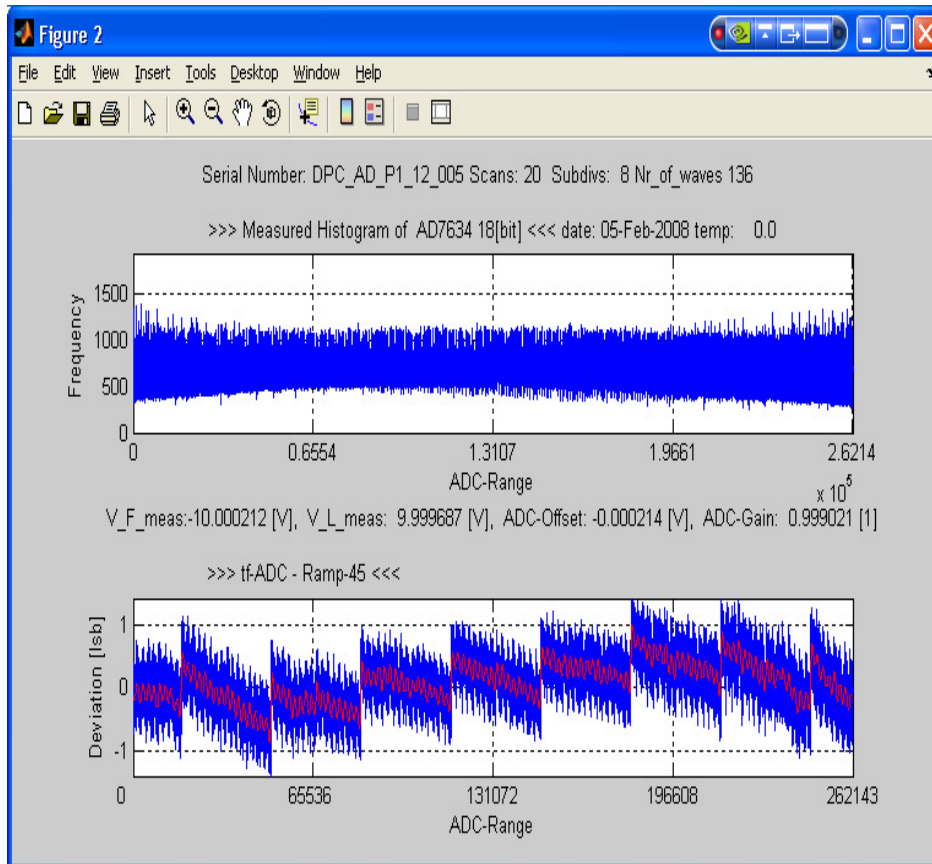 Figure 2
File Edit View Insert Tools Desktop Window Help
Serial Number: DPC_AD_P1_12_005 Scans: 20 Subdivs: 8 Nr_of_waves 136
>>> Measured Histogram of AD7634 18[bit] <<< date: 05-Feb-2008 temp: 0.0
Frequency
1500
1000
500
0
0 0.6554 1.3107 1.9661 2.6214
ADC-Range
x 10^5
V_F_meas:-10.000212 [V], V_L_meas: 9.999687 [V], ADC-Offset: -0.000214 [V], ADC-Gain: 0.999021 [1]
>>> tf-ADC - Ramp-45 <<<
Deviation [lsb]
1
0
-1
0 65536 131072 196608 262143
ADC-Range